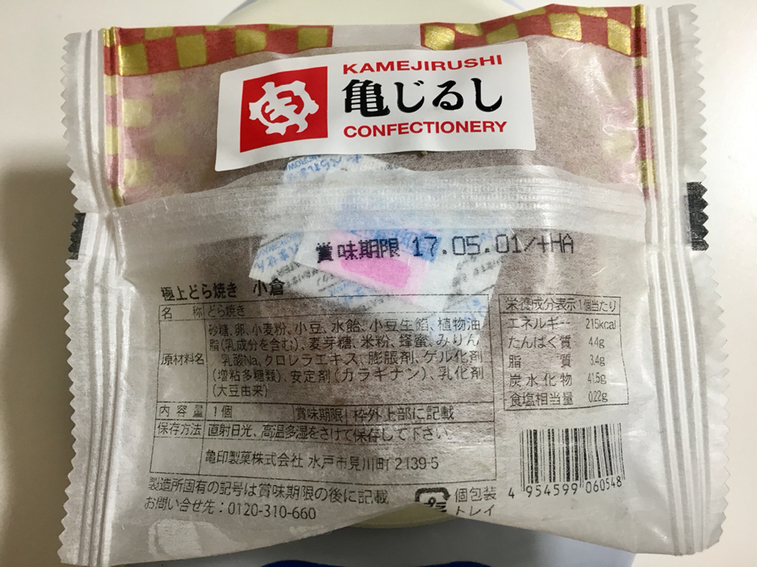 KAMEJIRUSHI
亀じるし
CONFECTIONERY
賞味期限 17.05.01/+HA
極上どら焼き 小倉
名 称 どら焼き
原材料名 砂糖、卵、小麦粉、小豆、水飴、小豆生餡、植物油
脂(乳成分を含む)、麦芽糖、米粉、蜂蜜、みりん
乳酸Na、クロレラエキス、膨脹剤、ゲル化剤
(増粘多糖類)、安定剤(カラギナン)、乳化剤
(大豆由来)
内 容 量 1個 賞味期限 枠外上部に記載
保存方法 直射日光、高温多湿をさけて保存して下さい。
亀印製菓株式会社 水戸市見川町2139-5
製造所固有の記号は賞味期限の後に記載
お問い合せ先:0120-310-660
栄養成分表示1個当たり
エネルギー 215kcal
たんぱく質 4.4g
脂 質 3.4g
炭水化物 41.5g
食塩相当量 0.22g
4 954599 060548
プラ
個包装
トレイ